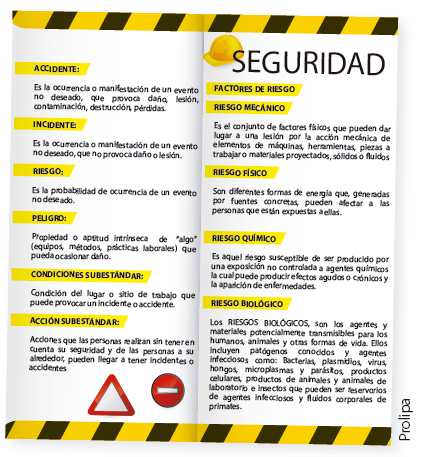 ACCIDENTE:
Es la ocurrencia o manifestación de un evento
no deseado, que provoca daño, lesión,
contaminación, destrucción, pérdidas.
INCIDENTE:
Es la ocurrencia o manifestación de un evento
no deseado, que no provoca daño o lesión.
RIESGO:
Es la probabilidad de ocurrencia de un evento
no deseado.
PELIGRO:
Propiedad o aptitud intrínseca de "algo"
(equipos, métodos, prácticas laborales) que
pueda ocasionar daño.
CONDICIONES SUBESTÁNDAR:
Condición del lugar o sitio de trabajo que
puede provocar un incidente o accidente.
ACCIÓN SUBESTÁNDAR:
Acciones que las personas realizan sin tener en
cuenta su seguridad y de las personas a su
alrededor, pueden llegar a tener incidentes o
accidentes
SEGURIDAD
FACTORES DE RIESGO
RIESGO MECÁNICO
Es el conjunto de factores físicos que pueden dar
lugar a una lesión por la acción mecánica de
elementos de máquinas, herramientas, piezas a
trabajar o materiales proyectados, sólidos o fluidos
RIESGO FÍSICO
Son diferentes formas de energía que, generadas
por fuentes concretas, pueden afectar a las
personas que están expuestas a ellas.
RIESGO QUÍMICO
Es aquel riesgo susceptible de ser producido por
una exposición no controlada a agentes químicos
la cual puede producir efectos agudos o crónicos y
la aparición de enfermedades.
RIESGO BIOLÓGICO
Los RIESGOS BIOLÓGICOS, son los agentes y
materiales potencialmente transmisibles para los
humanos, animales y otras formas de vida. Ellos
incluyen patógenos conocidos y agentes
infecciosos como: Bacterias, plasmidios, virus,
hongos, microplasmas y parásitos, productos
celulares, productos de animales y animales de
laboratorio e insectos que pueden ser reservorios
de agentes infecciosos y fluidos corporales de
primates.
Prolipa